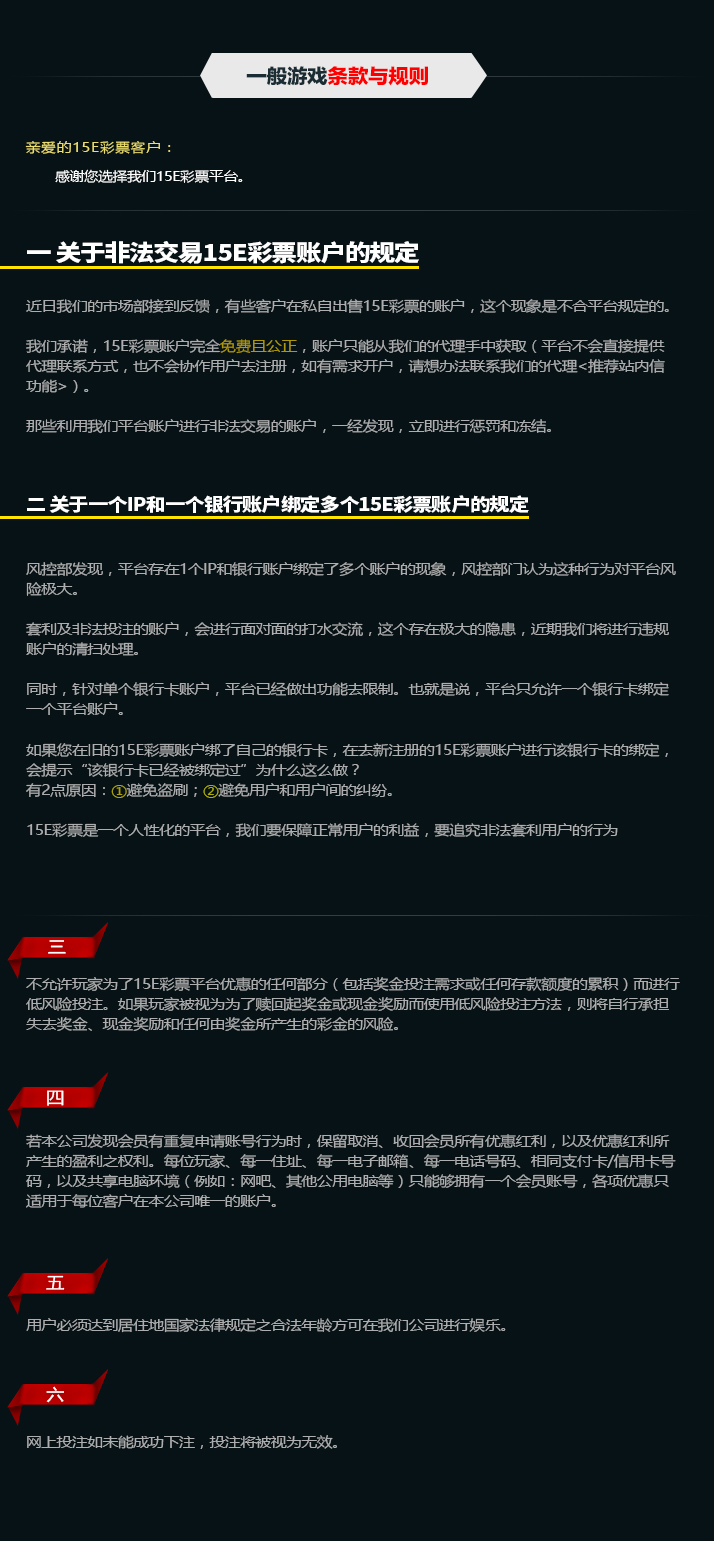 一般游戏条款与规则
亲爱的15E彩票客户：
感谢您选择我们15E彩票平台。
一 关于非法交易15E彩票账户的规定
近日我们的市场部接到反馈，有些客户在私自出售15E彩票的账户，这个现象是不合平台规定的。
我们承诺，15E彩票账户完全免费且公正，账户只能从我们的代理手中获取（平台不会直接提供
代理联系方式，也不会协作用户去注册，如有需求开户，请想办法联系我们的代理<推荐站内信
功能>）。
那些利用我们平台账户进行非法交易的账户，一经发现，立即进行惩罚和冻结。
二 关于一个IP和一个银行账户绑定多个15E彩票账户的规定
风控部发现，平台存在1个IP和银行账户绑定了多个账户的现象，风控部门认为这种行为对平台风
险极大。
套利及非法投注的账户，会进行面对面的打水交流，这个存在极大的隐患，近期我们将进行违规
账户的清扫处理。
同时，针对单个银行卡账户，平台已经做出功能去限制。也就是说，平台只允许一个银行卡绑定
一个平台账户。
如果您在旧的15E彩票账户绑了自己的银行卡，在去新注册的15E彩票账户进行该银行卡的绑定，
会提示“该银行卡已经被绑定过”为什么这么做？
有2点原因：①避免盗刷；②避免用户和用户间的纠纷。
15E彩票是一个人性化的平台，我们要保障正常用户的利益，要追究非法套利用户的行为
三
不允许玩家为了15E彩票平台优惠的任何部分（包括奖金投注需求或任何存款额度的累积）而进行
低风险投注。如果玩家被视为为了赎回起奖金或现金奖励而使用低风险投注方法，则将自行承担
失去奖金、现金奖励和任何由奖金所产生的彩金的风险。
四
若本公司发现会员有重复申请账号行为时，保留取消、收回会员所有优惠红利，以及优惠红利所
产生的盈利之权利。每位玩家、每一住址、每一电子邮箱、每一电话号码、相同支付卡/信用卡号
码，以及共享电脑环境（例如：网吧、其他公用电脑等）只能够拥有一个会员账号，各项优惠只
适用于每位客户在本公司唯一的账户。
五
用户必须达到居住地国家法律规定之合法年龄方可在我们公司进行娱乐。
六
网上投注如未能成功下注，投注将被视为无效。